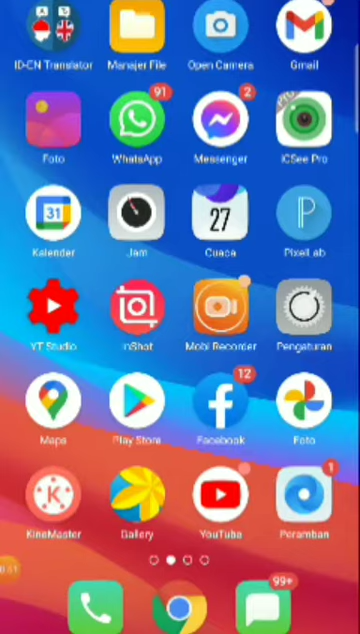 A
ID-EN Translator
Manajer File
Open Camera
Gmail
91
2
PRO
Foto
WhatsApp
Messenger
iCSee Pro
31
27
Kalender
Jam
Cuaca
PixelLab
YT Studio
InShot
Mobi Recorder
Pengaturan
12
Maps
Play Store
Facebook
Foto
1
KineMaster
Gallery
YouTube
Peramban
99+